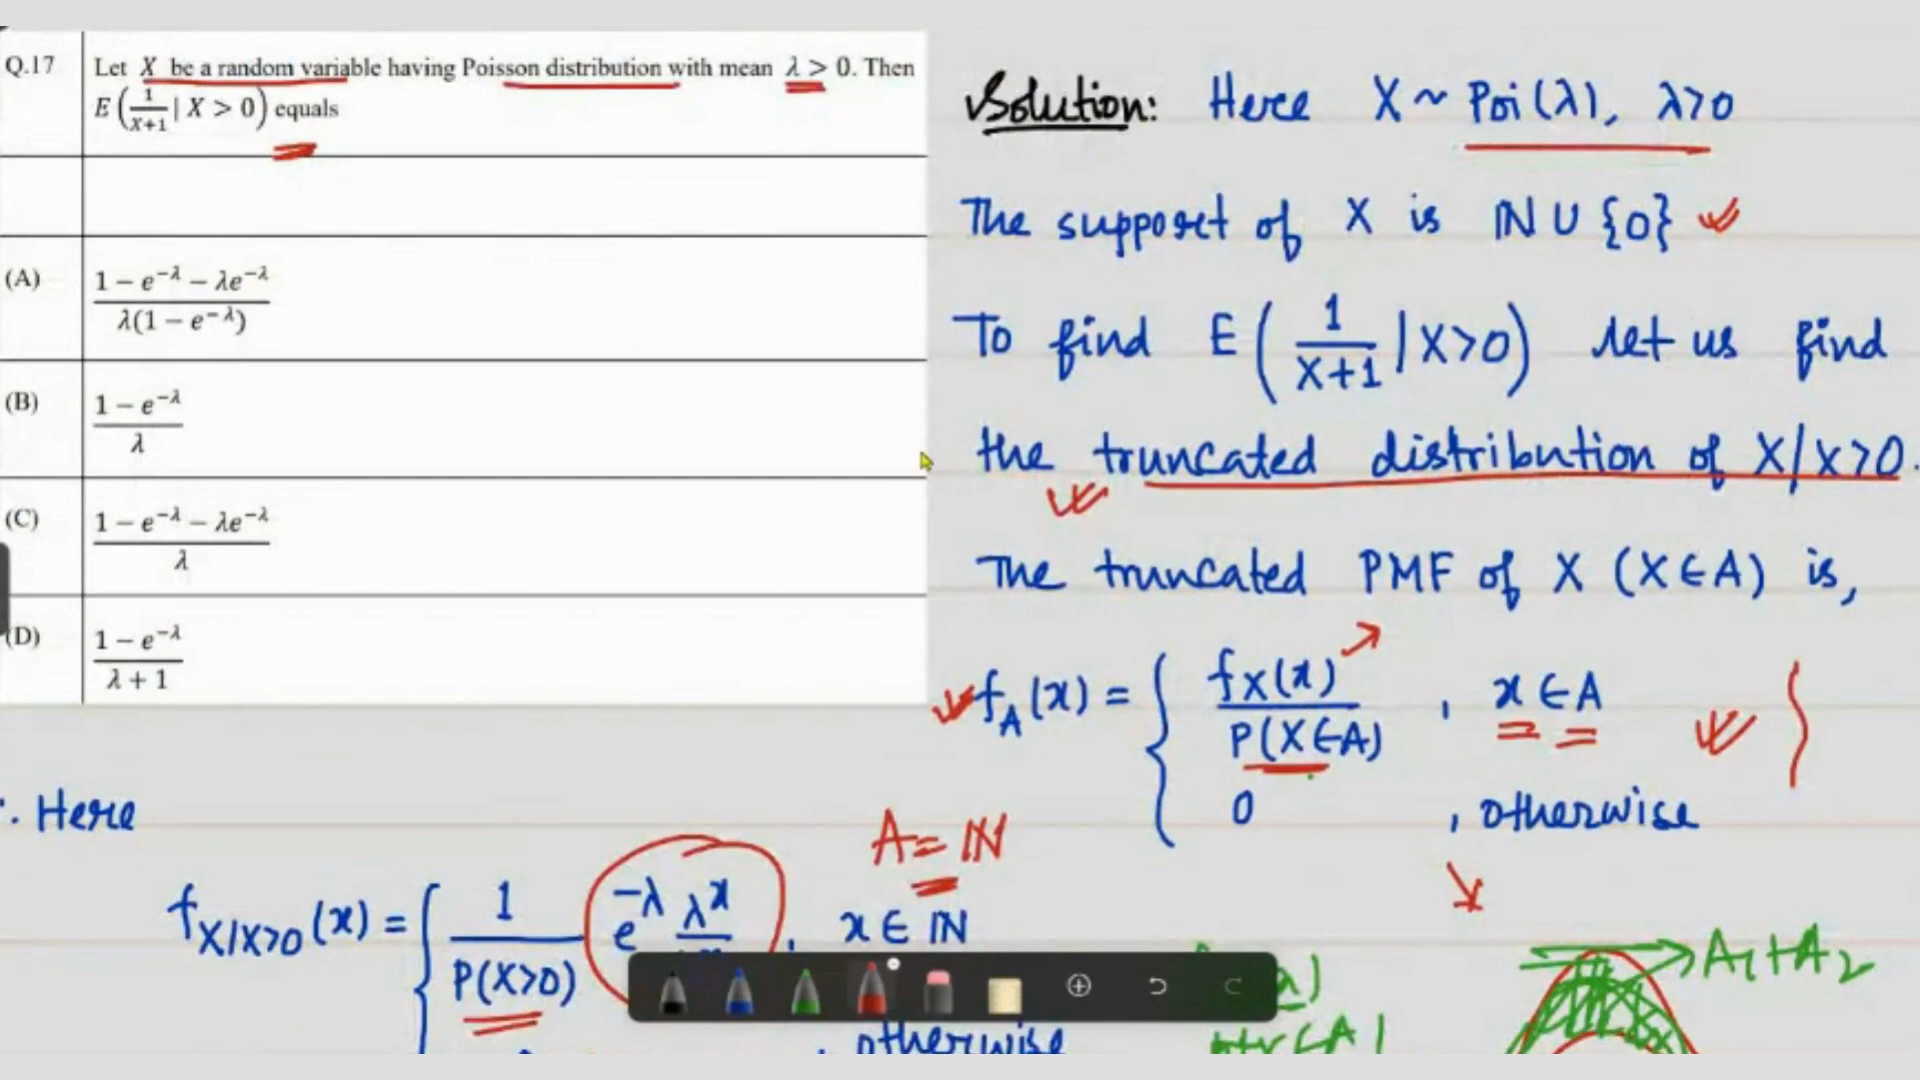 Q.17 Let X be a random variable having Poisson distribution with mean λ > 0. Then
E (1/(X+1) | X > 0) equals
(A) (1 − e^−λ − λe^−λ) / (λ(1 − e^−λ))
(B) (1 − e^−λ) / λ
(C) (1 − e^−λ − λe^−λ) / λ
(D) (1 − e^−λ) / (λ + 1)
Solution: Here X ~ Poi(λ), λ>0
The support of X is ℕ ∪ {0}
To find E(1/(X+1) | X>0) let us find
the truncated distribution of X/X>0.
The truncated PMF of X (X∈A) is,
f_A(x) = { f_X(x) / P(X∈A) , x ∈ A
0 , otherwise
. Here
A = ℕ
f_X|X>0 (x) = { 1/P(X>0) e^−λ λ^x , x ∈ ℕ
otherwise
A₁+A₂